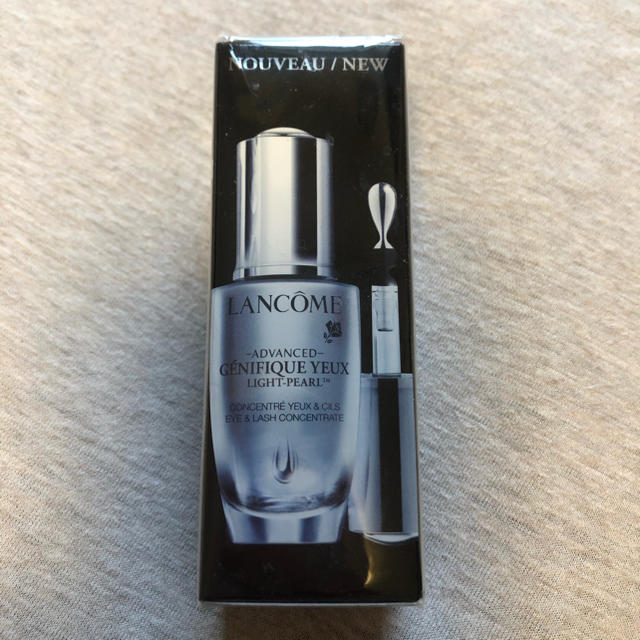 NOUVEAU / NEW
LANCÔME
-ADVANCED-
GÉNIFIQUE YEUX
LIGHT-PEARL™
CONCENTRÉ YEUX & CILS
EYE & LASH CONCENTRATE